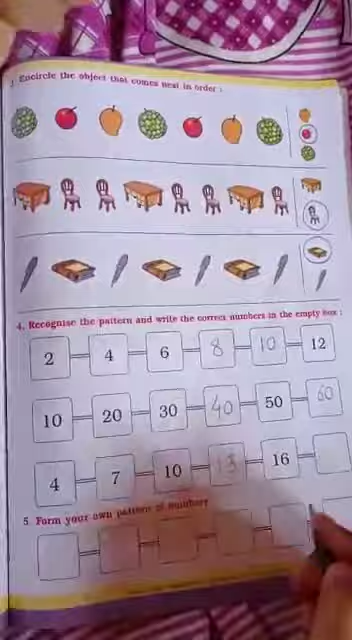 Encircle the object that comes next in order :
4. Recognise the pattern and write the correct numbers in the empty box :
2 4 6 8 10 12
10 20 30 40 50 60
4 7 10 13 16
5. Form your own pattern of numbers